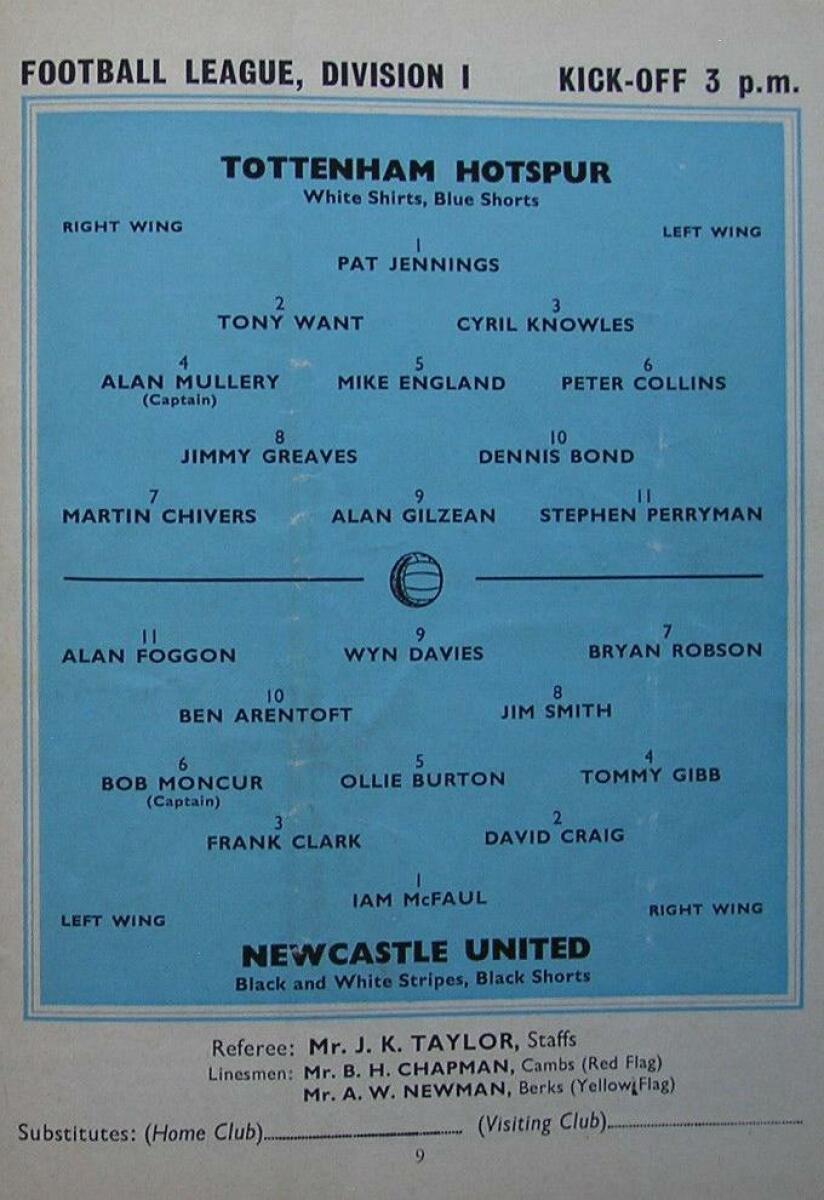 FOOTBALL LEAGUE, DIVISION I KICK-OFF 3 p.m.
TOTTENHAM HOTSPUR
White Shirts, Blue Shorts
RIGHT WING LEFT WING
1
PAT JENNINGS
2 3
TONY WANT CYRIL KNOWLES
4 5 6
ALAN MULLERY MIKE ENGLAND PETER COLLINS
(Captain)
8 10
JIMMY GREAVES DENNIS BOND
7 9 11
MARTIN CHIVERS ALAN GILZEAN STEPHEN PERRYMAN
11 9 7
ALAN FOGGON WYN DAVIES BRYAN ROBSON
10 8
BEN ARENTOFT JIM SMITH
6 5 4
BOB MONCUR OLLIE BURTON TOMMY GIBB
(Captain)
3 2
FRANK CLARK DAVID CRAIG
1
IAM McFAUL
LEFT WING RIGHT WING
NEWCASTLE UNITED
Black and White Stripes, Black Shorts
Referee: Mr. J. K. TAYLOR, Staffs
Linesmen: Mr. B. H. CHAPMAN, Cambs (Red Flag)
Mr. A. W. NEWMAN, Berks (Yellow Flag)
Substitutes: (Home Club)........................ (Visiting Club)........................
9